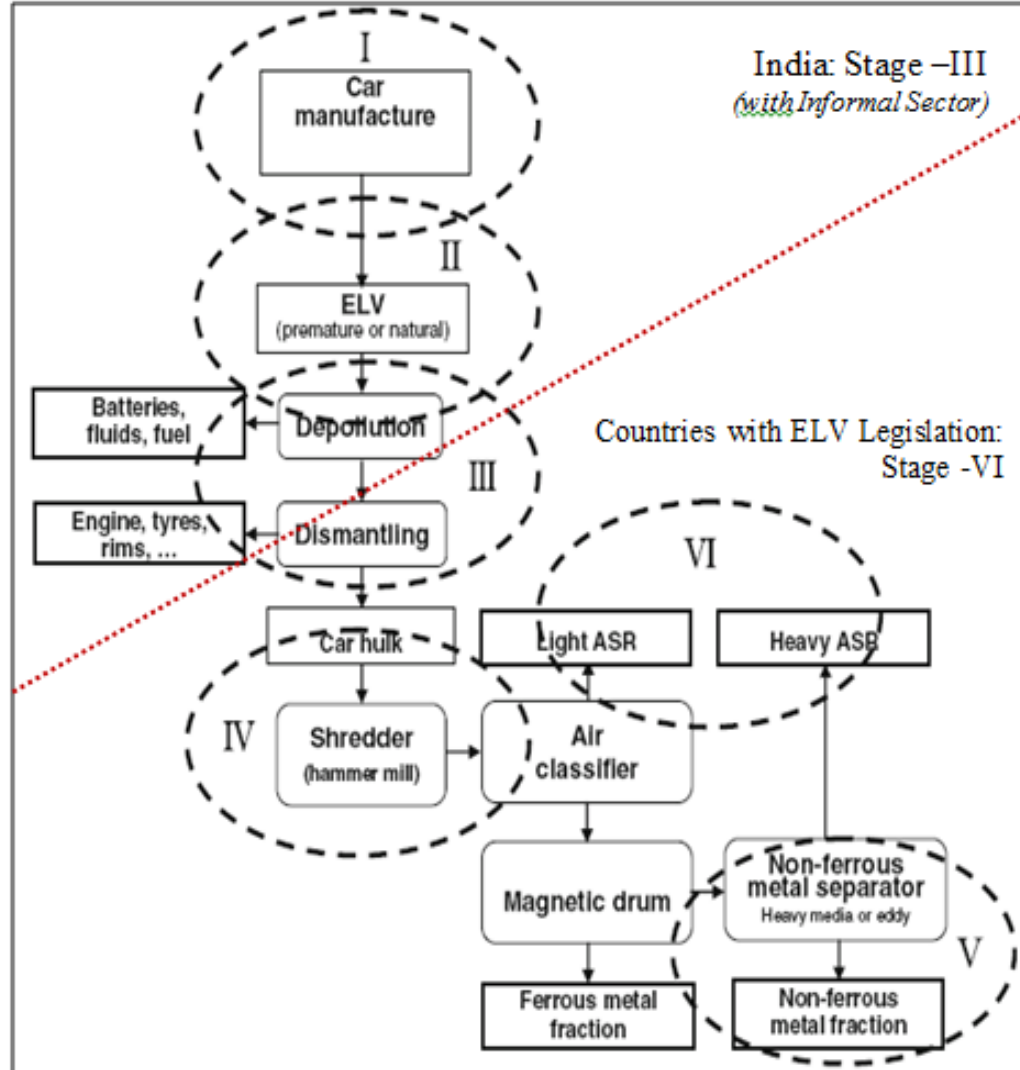 I
Car
manufacture
India: Stage –III
(with Informal Sector)
II
ELV
(premature or natural)
Batteries,
fluids, fuel
Depollution
Countries with ELV Legislation:
Stage -VI
III
Engine, tyres,
rims, ...
Dismantling
VI
Car hulk
Light ASR
Heavy ASR
IV
Shredder
(hammer mill)
Air
classifier
Magnetic drum
Non-ferrous
metal separator
Heavy media or eddy
V
Ferrous metal
fraction
Non-ferrous
metal fraction